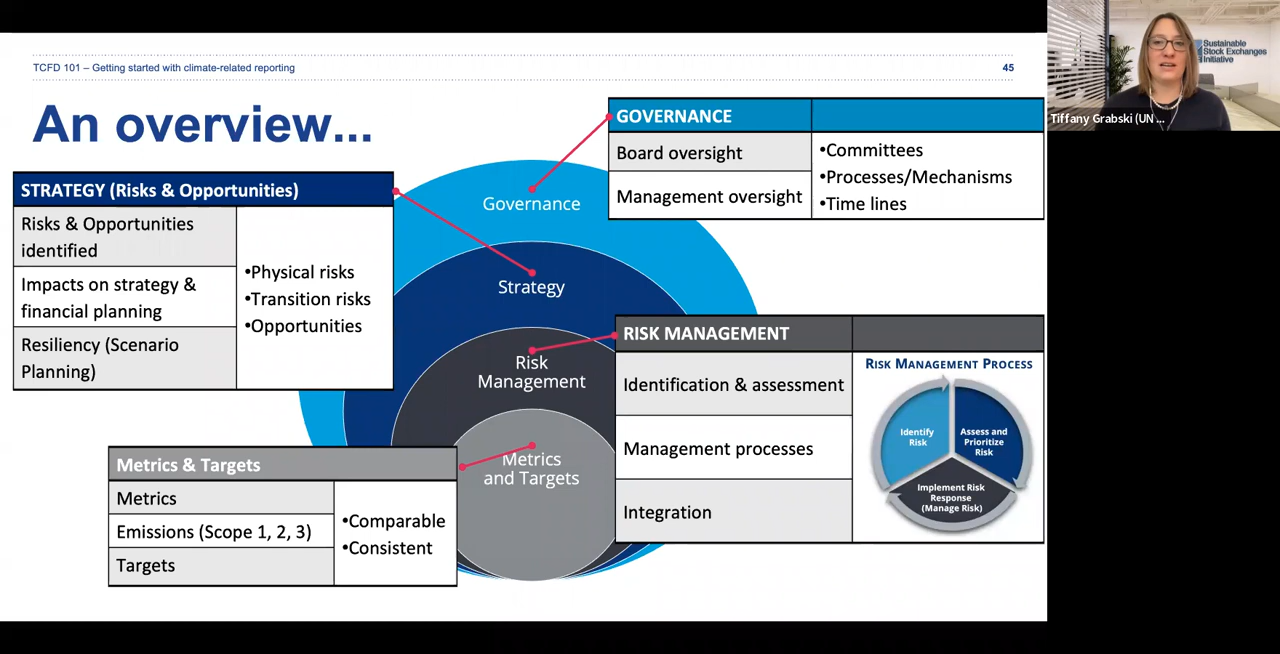 TCFD 101 – Getting started with climate-related reporting
45
An overview...
GOVERNANCE
Board oversight
Management oversight
•Committees
•Processes/Mechanisms
•Time lines
STRATEGY (Risks & Opportunities)
Risks & Opportunities
identified
Impacts on strategy &
financial planning
Resiliency (Scenario
Planning)
•Physical risks
•Transition risks
•Opportunities
Governance
Strategy
Risk
Management
Metrics
and Targets
RISK MANAGEMENT
Identification & assessment
Management processes
Integration
RISK MANAGEMENT PROCESS
Identify
Risk
Assess and
Prioritize
Risk
Implement Risk
Response
(Manage Risk)
Metrics & Targets
Metrics
Emissions (Scope 1, 2, 3)
Targets
•Comparable
•Consistent
Sustainable
Stock Exchanges
Initiative
Tiffany Grabski (UN ...